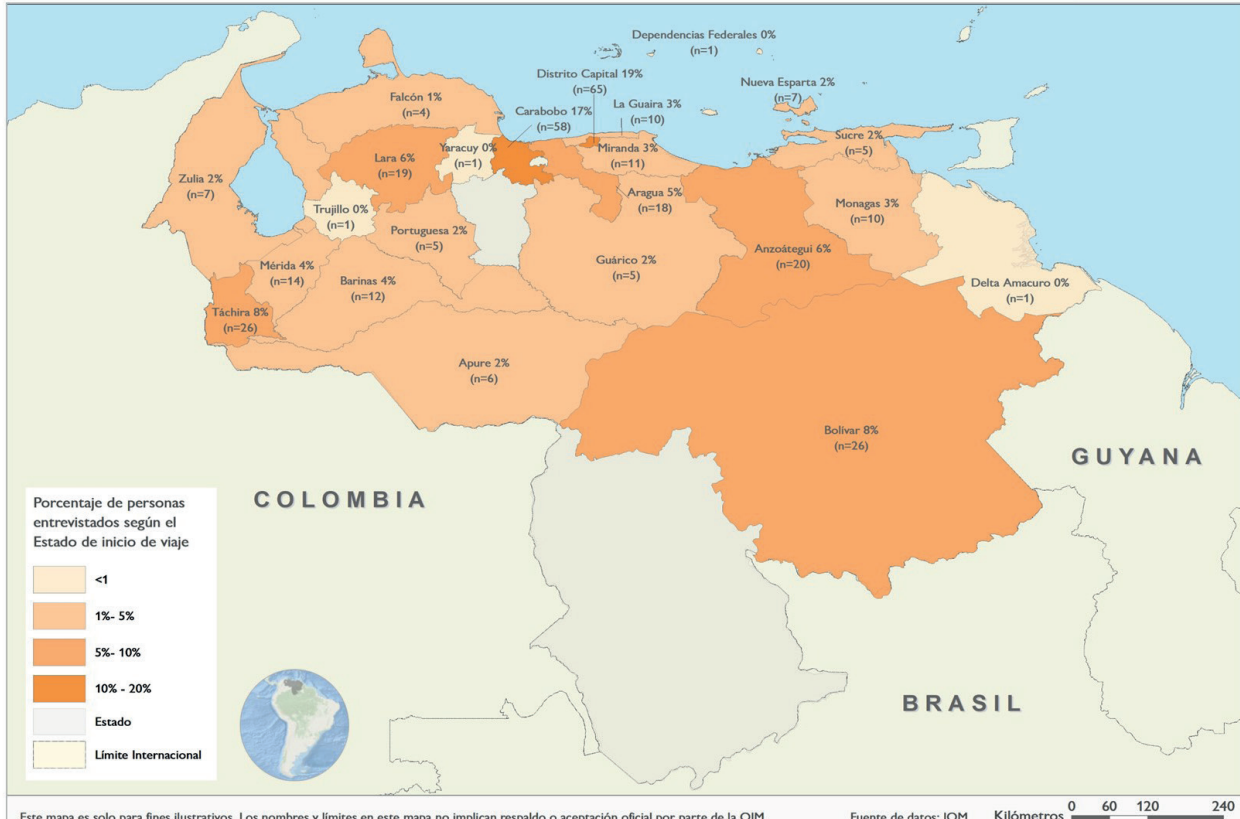 Dependencias Federales 0%
(n=1)
Distrito Capital 19%
(n=65)
Nueva Esparta 2%
(n=7)
Falcón 1%
(n=4)
Carabobo 17%
(n=58)
La Guaira 3%
(n=10)
Sucre 2%
(n=5)
Yaracuy 0%
(n=1)
Miranda 3%
(n=11)
Lara 6%
(n=19)
Zulia 2%
(n=7)
Aragua 5%
(n=18)
Monagas 3%
(n=10)
Trujillo 0%
(n=1)
Portuguesa 2%
(n=5)
Anzoátegui 6%
(n=20)
Guárico 2%
(n=5)
Mérida 4%
(n=14)
Barinas 4%
(n=12)
Delta Amacuro 0%
(n=1)
Táchira 8%
(n=26)
Apure 2%
(n=6)
Bolívar 8%
(n=26)
GUYANA
COLOMBIA
BRASIL
Porcentaje de personas
entrevistados según el
Estado de inicio de viaje
<1
1%- 5%
5%- 10%
10% - 20%
Estado
Límite Internacional
Este mapa es solo para fines ilustrativos. Los nombres y límites en este mapa no implican respaldo o aceptación oficial por parte de la OIM.
Fuente de datos: IOM
Kilómetros
0 60 120 240